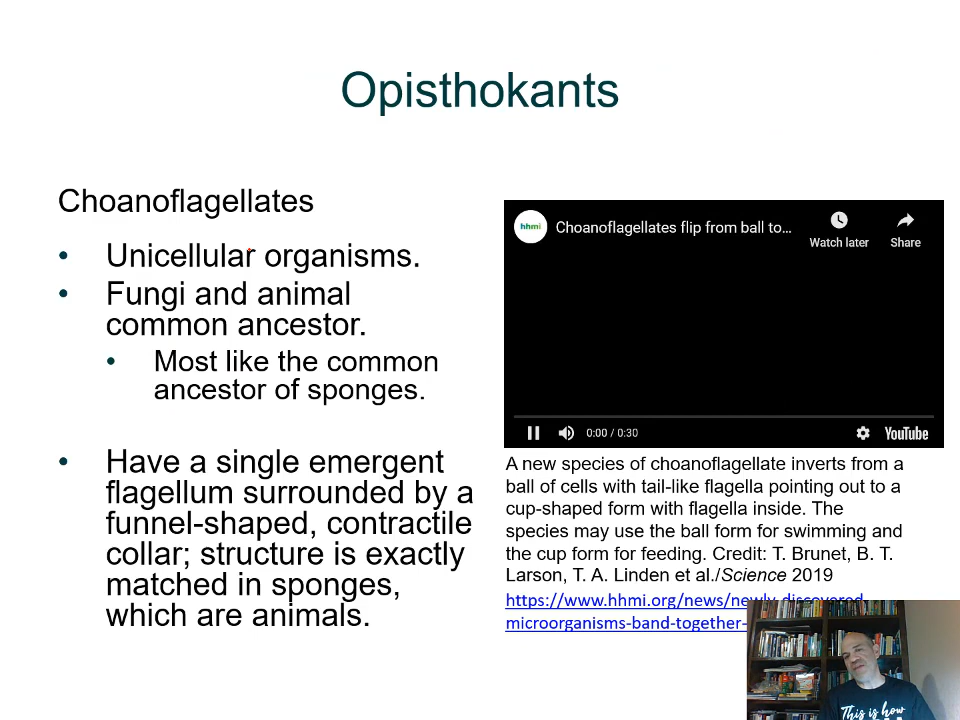 Opisthokants
Choanoflagellates
• Unicellular organisms.
• Fungi and animal
common ancestor.
• Most like the common
ancestor of sponges.
• Have a single emergent
flagellum surrounded by a
funnel-shaped, contractile
collar; structure is exactly
matched in sponges,
which are animals.
hhmi
Choanoflagellates flip from ball to...
Watch later
Share
0:00 / 0:30
YouTube
A new species of choanoflagellate inverts from a
ball of cells with tail-like flagella pointing out to a
cup-shaped form with flagella inside. The
species may use the ball form for swimming and
the cup form for feeding. Credit: T. Brunet, B. T.
Larson, T. A. Linden et al./Science 2019
https://www.hhmi.org/news/newly-discovered-
microorganisms-band-together-
This is how